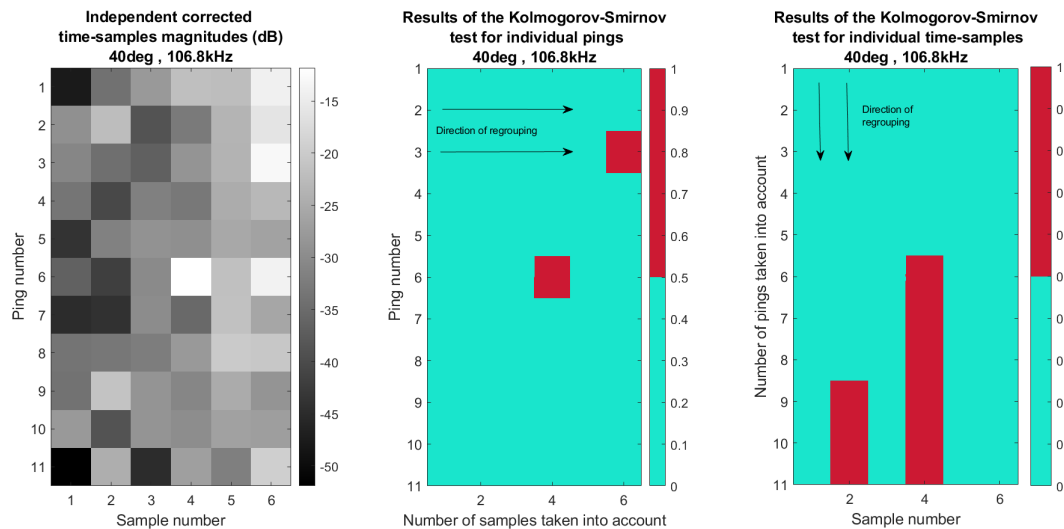 Independent corrected
time-samples magnitudes (dB)
40deg , 106.8kHz
1
2
3
4
5
6
7
8
9
10
11
Ping number
1 2 3 4 5 6
Sample number
-15
-20
-25
-30
-35
-40
-45
-50
Results of the Kolmogorov-Smirnov
test for individual pings
40deg , 106.8kHz
1
2
3
4
5
6
7
8
9
10
11
Ping number
Direction of regrouping
2 4 6
Number of samples taken into account
1
0.9
0.8
0.7
0.6
0.5
0.4
0.3
0.2
0.1
0
Results of the Kolmogorov-Smirnov
test for individual time-samples
40deg , 106.8kHz
1
2
3
4
5
6
7
8
9
10
11
Number of pings taken into account
Direction of
regrouping
2 4 6
Sample number